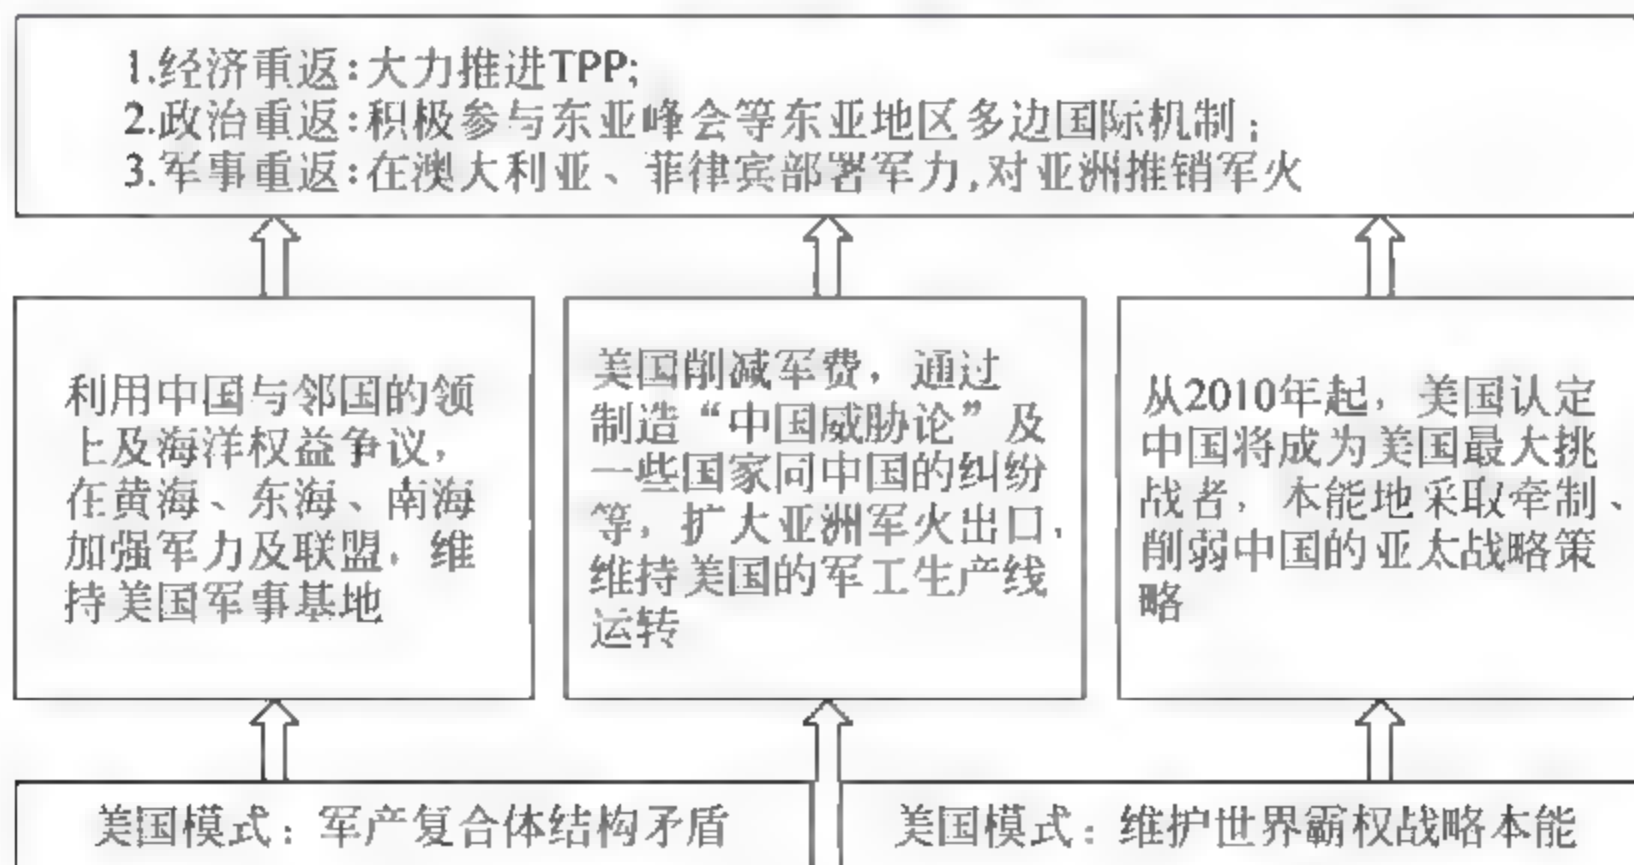 1.经济重返:大力推进TPP;
2.政治重返:积极参与东亚峰会等东亚地区多边国际机制;
3.军事重返:在澳大利亚、菲律宾部署军力,对亚洲推销军火
利用中国与邻国的领
土及海洋权益争议,
在黄海、东海、南海
加强军力及联盟,维
持美国军事基地
美国削减军费,通过
制造“中国威胁论”及
一些国家同中国的纠纷
等,扩大亚洲军火出口,
维持美国的军工生产线
运转
从2010年起,美国认定
中国将成为美国最大挑
战者,本能地采取牵制、
削弱中国的亚太战略策
略
美国模式:军产复合体结构矛盾
美国模式:维护世界霸权战略本能